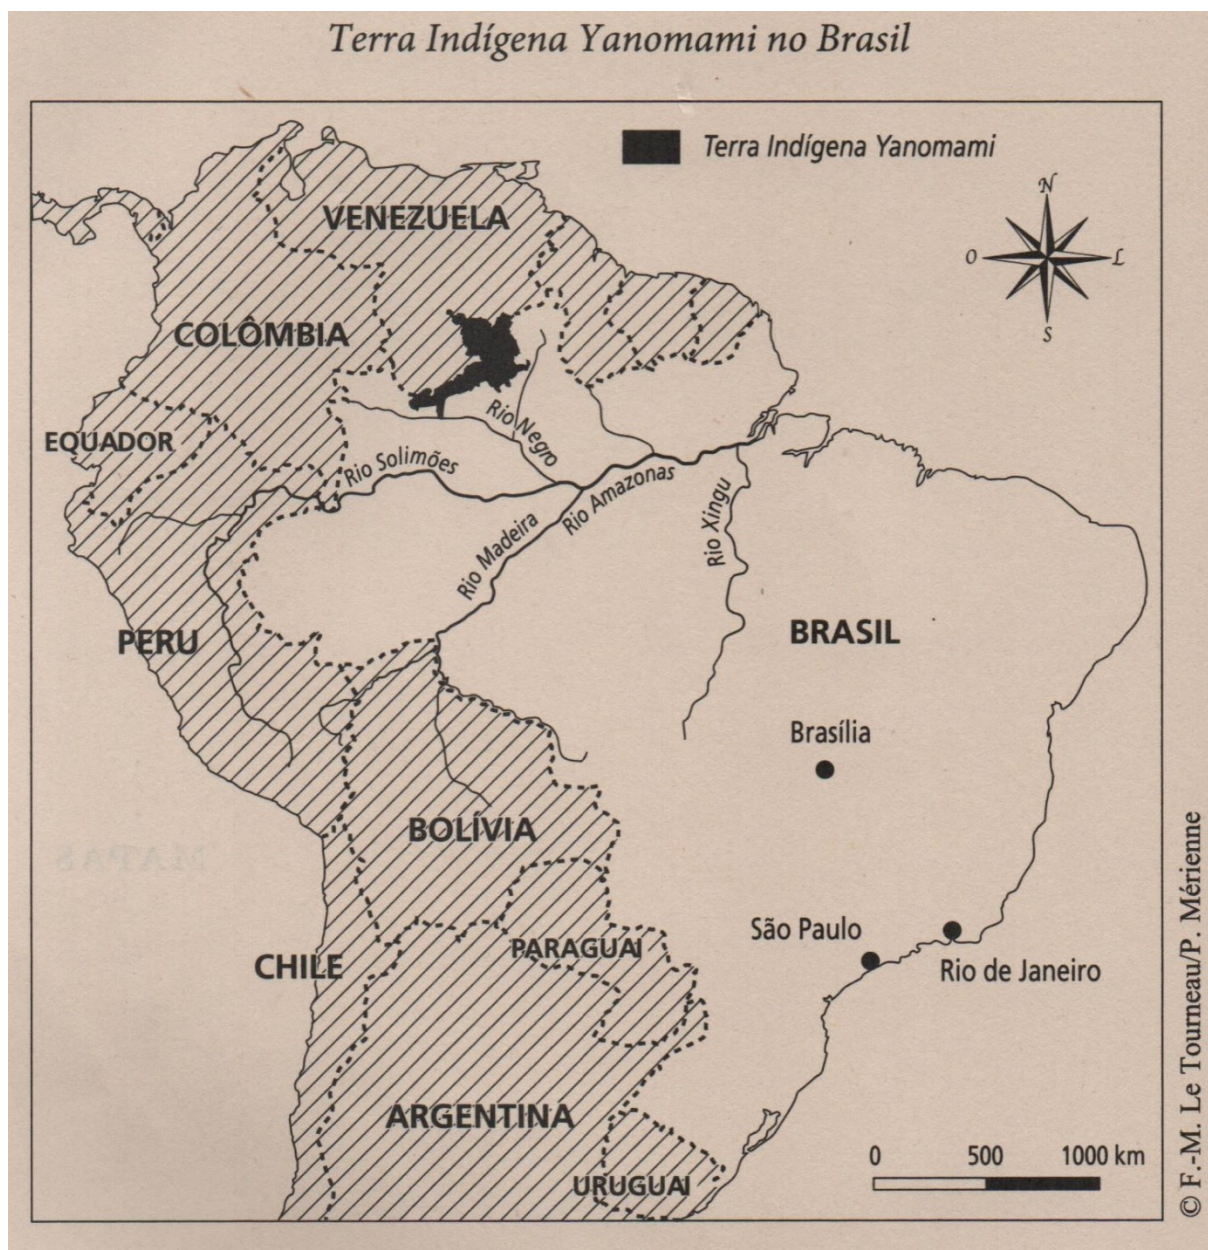 Terra Indígena Yanomami no Brasil
Terra Indígena Yanomami
N
O
L
S
VENEZUELA
COLÔMBIA
EQUADOR
Rio Negro
Rio Solimões
Rio Amazonas
Rio Madeira
Rio Xingu
PERU
BRASIL
Brasília
BOLÍVIA
MAPAS
São Paulo
PARAGUAI
CHILE
Rio de Janeiro
ARGENTINA
0 500 1000 km
URUGUAI
© F.-M. Le Tourneau/P. Mérienne